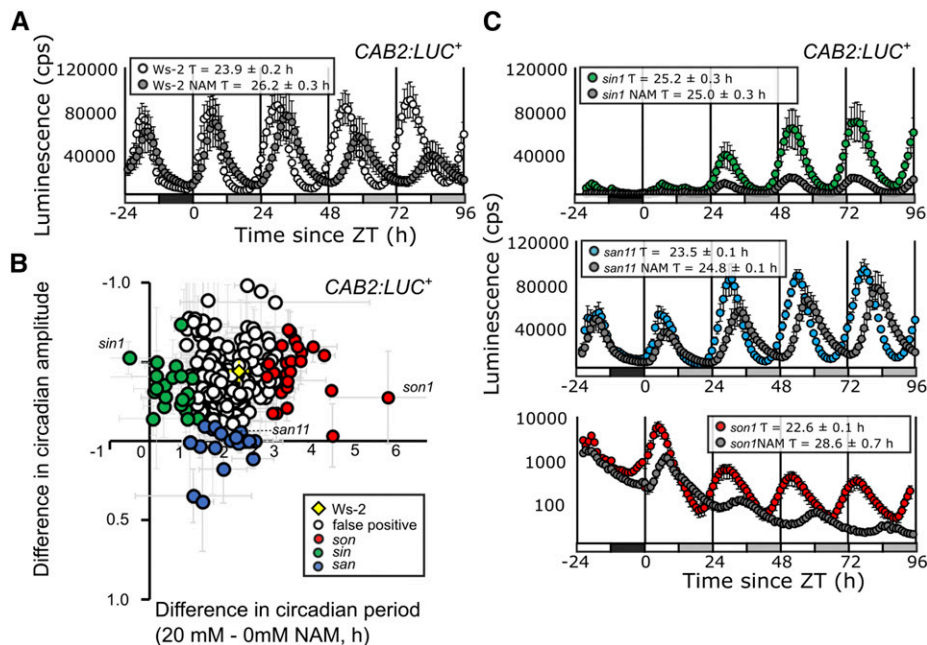 A
CAB2:LUC+
Luminescence (cps)
120000
80000
40000
Ws-2 T = 23.9 ± 0.2 h
Ws-2 NAM T = 26.2 ± 0.3 h
-24 0 24 48 72 96
Time since ZT (h)
B
CAB2:LUC+
Difference in circadian amplitude
-1.0
0.5
1.0
sin1
son1
san11
-1 0 1 2 3 4 5 6
Ws-2
false positive
son
sin
san
Difference in circadian period
(20 mM - 0mM NAM, h)
C
CAB2:LUC+
Luminescence (cps)
120000
80000
40000
sin1 T = 25.2 ± 0.3 h
sin1 NAM T = 25.0 ± 0.3 h
-24 0 24 48 72 96
120000
80000
40000
san11 T = 23.5 ± 0.1 h
san11 NAM T = 24.8 ± 0.1 h
-24 0 24 48 72 96
10000
1000
100
son1 T = 22.6 ± 0.1 h
son1NAM T = 28.6 ± 0.7 h
-24 0 24 48 72 96
Time since ZT (h)